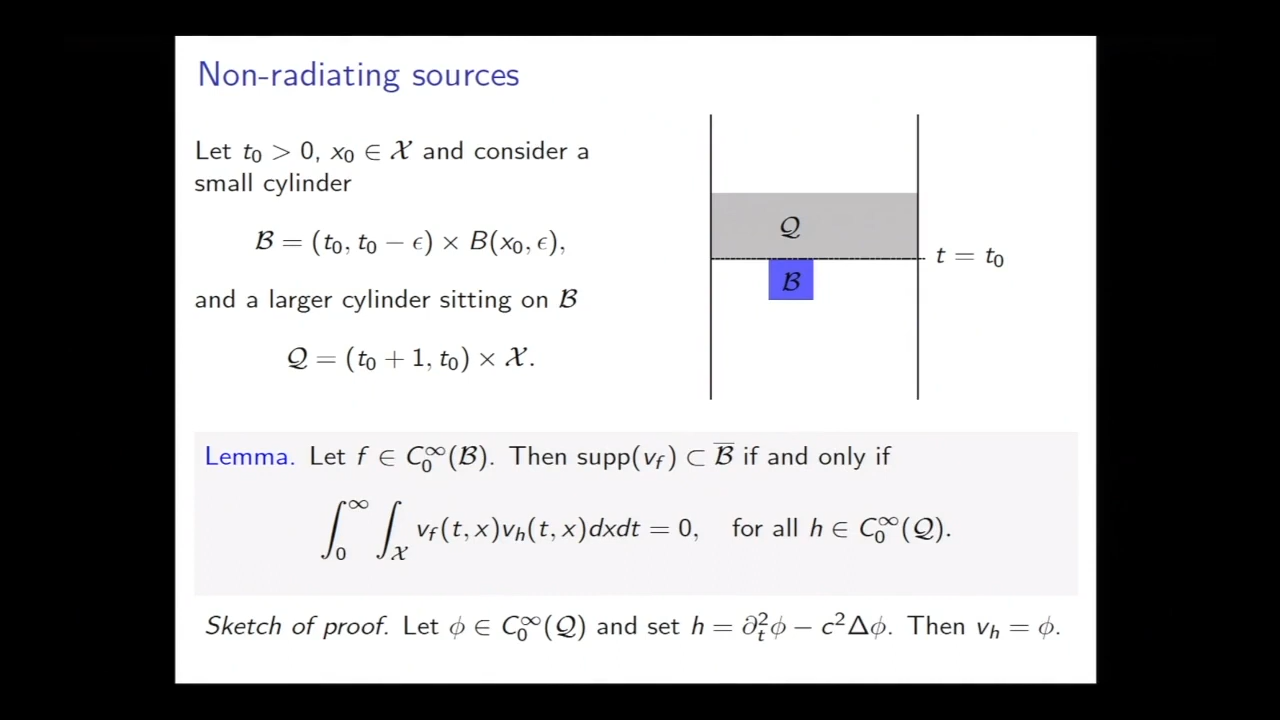 Non-radiating sources
Let t₀ > 0, x₀ ∈ 𝒳 and consider a
small cylinder
ℬ = (t₀, t₀ − ϵ) × B(x₀, ϵ),
and a larger cylinder sitting on ℬ
𝒬 = (t₀ + 1, t₀) × 𝒳.
𝒬
ℬ
t = t₀
Lemma. Let f ∈ C₀^∞(ℬ). Then supp(v_f) ⊂ \overline{ℬ} if and only if
∫₀^∞ ∫_𝒳 v_f(t, x)v_h(t, x)dxdt = 0, for all h ∈ C₀^∞(𝒬).
Sketch of proof. Let ϕ ∈ C₀^∞(𝒬) and set h = ∂ₜ²ϕ − c²Δϕ. Then v_h = ϕ.